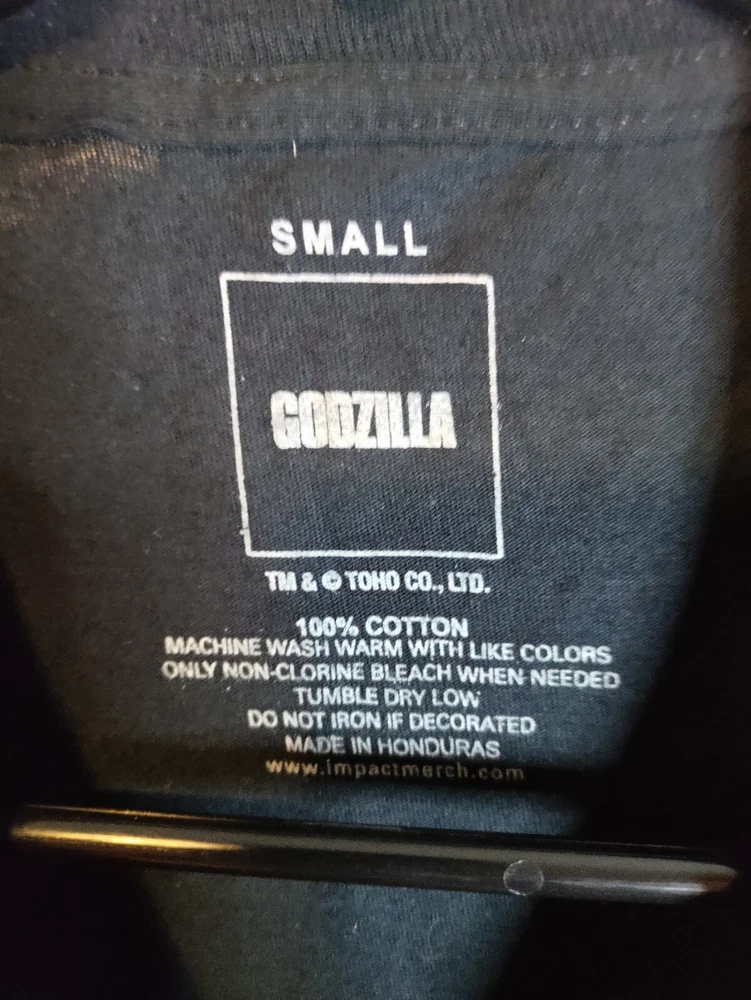 SMALL
GODZILLA
TM & © TOHO CO., LTD.
100% COTTON
MACHINE WASH WARM WITH LIKE COLORS
ONLY NON-CLORINE BLEACH WHEN NEEDED
TUMBLE DRY LOW
DO NOT IRON IF DECORATED
MADE IN HONDURAS
www.impactmerch.com